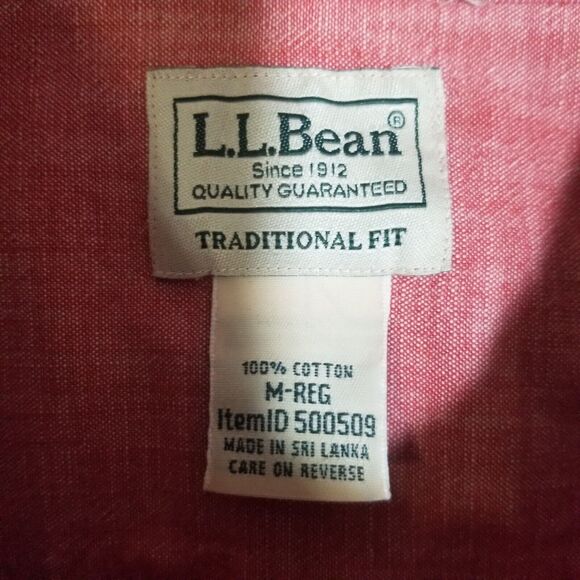 L.L.Bean®
Since 1912
QUALITY GUARANTEED
TRADITIONAL FIT
100% COTTON
M-REG
ItemID 500509
MADE IN SRI LANKA
CARE ON REVERSE